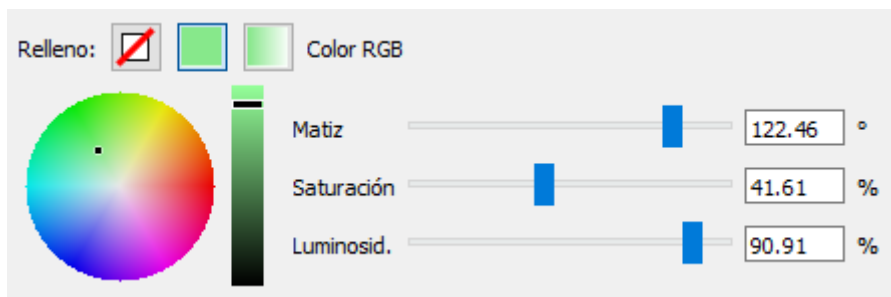 Relleno: Color RGB
Matiz 122.46 °
Saturación 41.61 %
Luminosid. 90.91 %